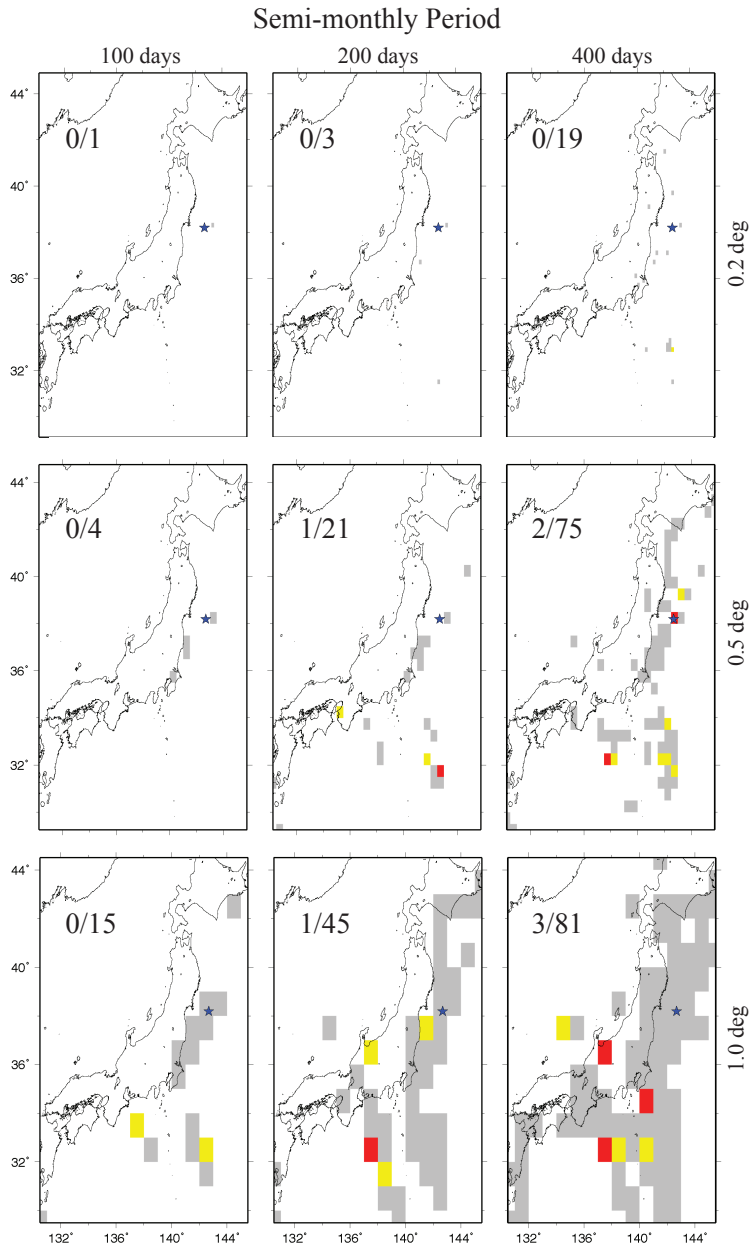 Semi-monthly Period
100 days 200 days 400 days
44° 0/1 0/3 0/19
40°
36°
32°
0.2 deg
44° 0/4 1/21 2/75
40°
36°
32°
0.5 deg
44° 0/15 1/45 3/81
40°
36°
32°
1.0 deg
132° 136° 140° 144° 132° 136° 140° 144° 132° 136° 140° 144°